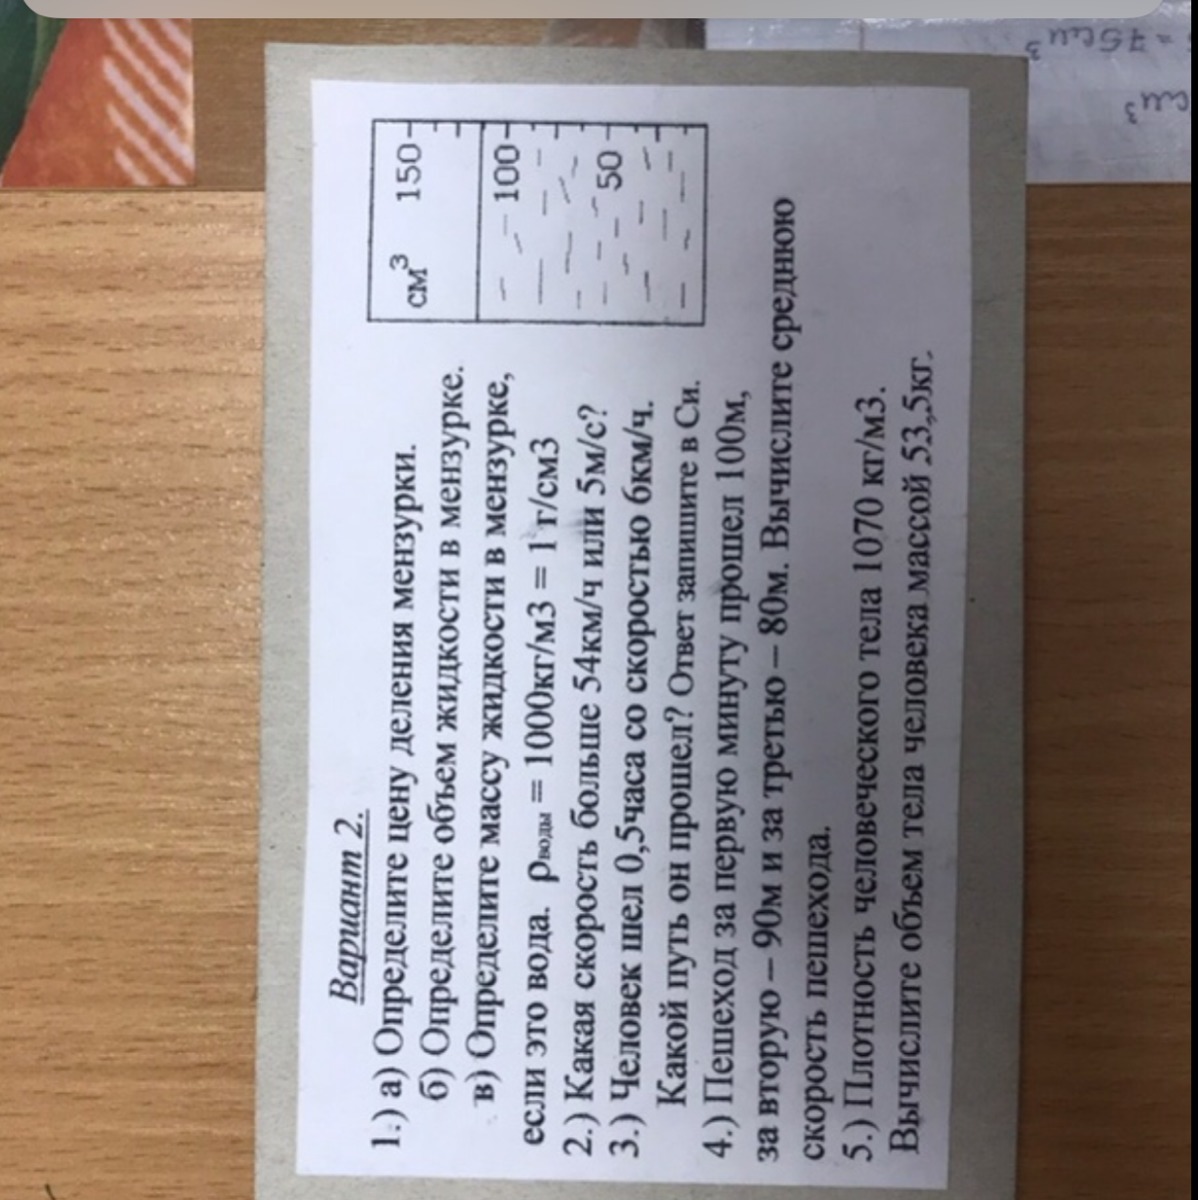 Вариант 2.
1.) а) Определите цену деления мензурки.
б) Определите объем жидкости в мензурке.
в) Определите массу жидкости в мензурке,
если это вода. ρводы = 1000кг/м3 = 1 г/см3
2.) Какая скорость больше 54км/ч или 5м/с?
3.) Человек шел 0,5часа со скоростью 6км/ч.
Какой путь он прошел? Ответ запишите в Си.
4.) Пешеход за первую минуту прошел 100м,
за вторую – 90м и за третью – 80м. Вычислите среднюю
скорость пешехода.
5.) Плотность человеческого тела 1070 кг/м3.
Вычислите объем тела человека массой 53,5кг.
см³ 150
100
50
= 75см³
см³